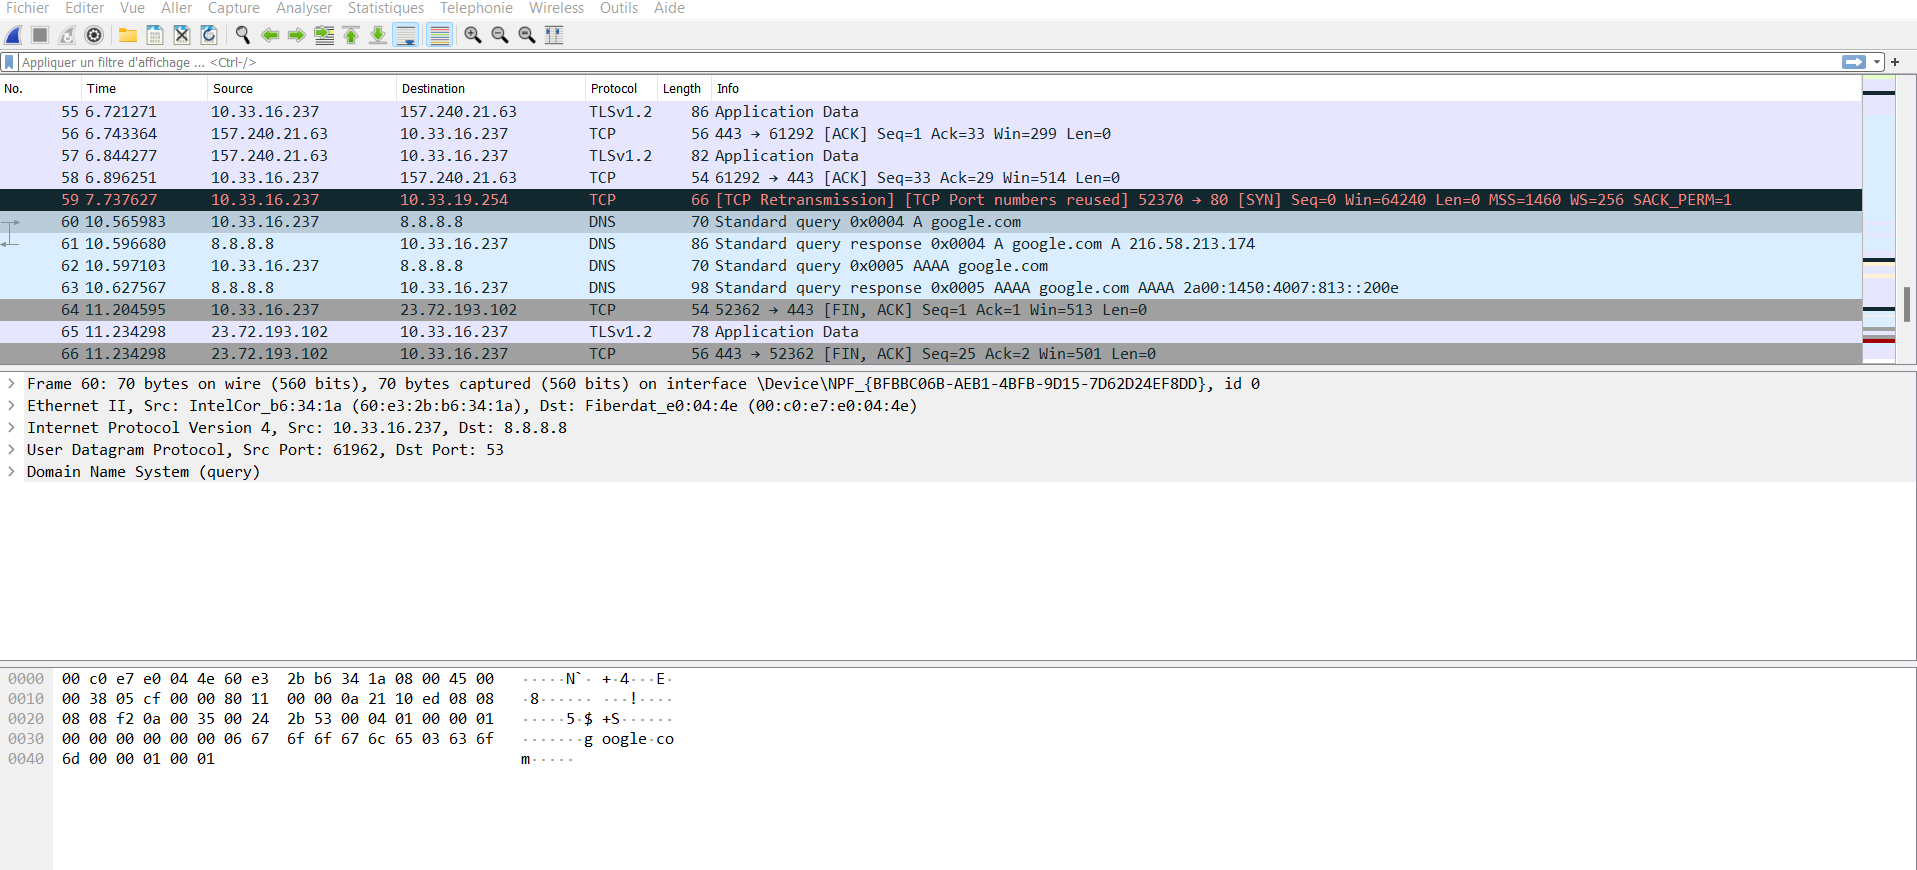 Fichier Editer Vue Aller Capture Analyser Statistiques Telephonie Wireless Outils Aide
Appliquer un filtre d'affichage ... <Ctrl-/>
No. Time Source Destination Protocol Length Info
55 6.721271 10.33.16.237 157.240.21.63 TLSv1.2 86 Application Data
56 6.743364 157.240.21.63 10.33.16.237 TCP 56 443 → 61292 [ACK] Seq=1 Ack=33 Win=299 Len=0
57 6.844277 157.240.21.63 10.33.16.237 TLSv1.2 82 Application Data
58 6.896251 10.33.16.237 157.240.21.63 TCP 54 61292 → 443 [ACK] Seq=33 Ack=29 Win=514 Len=0
59 7.737627 10.33.16.237 10.33.19.254 TCP 66 [TCP Retransmission] [TCP Port numbers reused] 52370 → 80 [SYN] Seq=0 Win=64240 Len=0 MSS=1460 WS=256 SACK_PERM=1
60 10.565983 10.33.16.237 8.8.8.8 DNS 70 Standard query 0x0004 A google.com
61 10.596680 8.8.8.8 10.33.16.237 DNS 86 Standard query response 0x0004 A google.com A 216.58.213.174
62 10.597103 10.33.16.237 8.8.8.8 DNS 70 Standard query 0x0005 AAAA google.com
63 10.627567 8.8.8.8 10.33.16.237 DNS 98 Standard query response 0x0005 AAAA google.com AAAA 2a00:1450:4007:813::200e
64 11.204595 10.33.16.237 23.72.193.102 TCP 54 52362 → 443 [FIN, ACK] Seq=1 Ack=1 Win=513 Len=0
65 11.234298 23.72.193.102 10.33.16.237 TLSv1.2 78 Application Data
66 11.234298 23.72.193.102 10.33.16.237 TCP 56 443 → 52362 [FIN, ACK] Seq=25 Ack=2 Win=501 Len=0
Frame 60: 70 bytes on wire (560 bits), 70 bytes captured (560 bits) on interface \Device\NPF_{BFBBC06B-AEB1-4BFB-9D15-7D62D24EF8DD}, id 0
Ethernet II, Src: IntelCor_b6:34:1a (60:e3:2b:b6:34:1a), Dst: Fiberdat_e0:04:4e (00:c0:e7:e0:04:4e)
Internet Protocol Version 4, Src: 10.33.16.237, Dst: 8.8.8.8
User Datagram Protocol, Src Port: 61962, Dst Port: 53
Domain Name System (query)
0000 00 c0 e7 e0 04 4e 60 e3 2b b6 34 1a 08 00 45 00 ·····N`· +·4···E·
0010 00 38 05 cf 00 00 80 11 00 00 0a 21 10 ed 08 08 ·8······ ···!····
0020 08 08 f2 0a 00 35 00 24 2b 53 00 04 01 00 00 01 ·····5·$ +S······
0030 00 00 00 00 00 00 06 67 6f 6f 67 6c 65 03 63 6f ·······g oogle·co
0040 6d 00 00 01 00 01 m·····